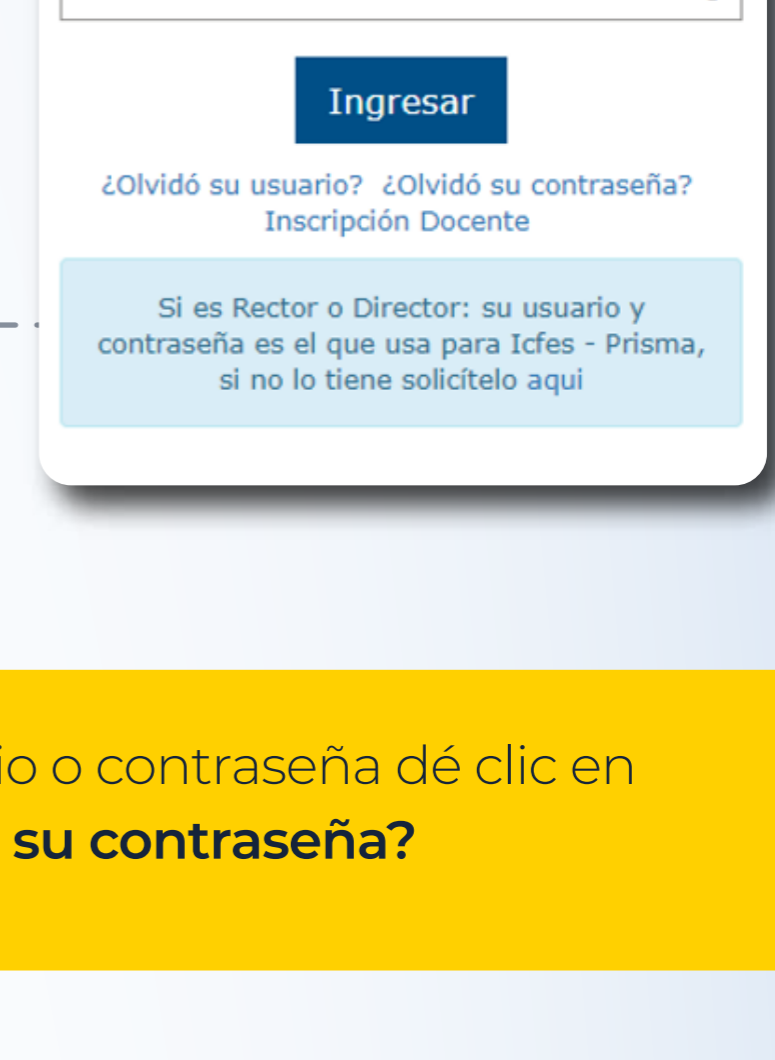 Ingresar
¿Olvidó su usuario? ¿Olvidó su contraseña?
Inscripción Docente
Si es Rector o Director: su usuario y
contraseña es el que usa para Icfes - Prisma,
si no lo tiene solicítelo aqui
o contraseña dé clic en
su contraseña?